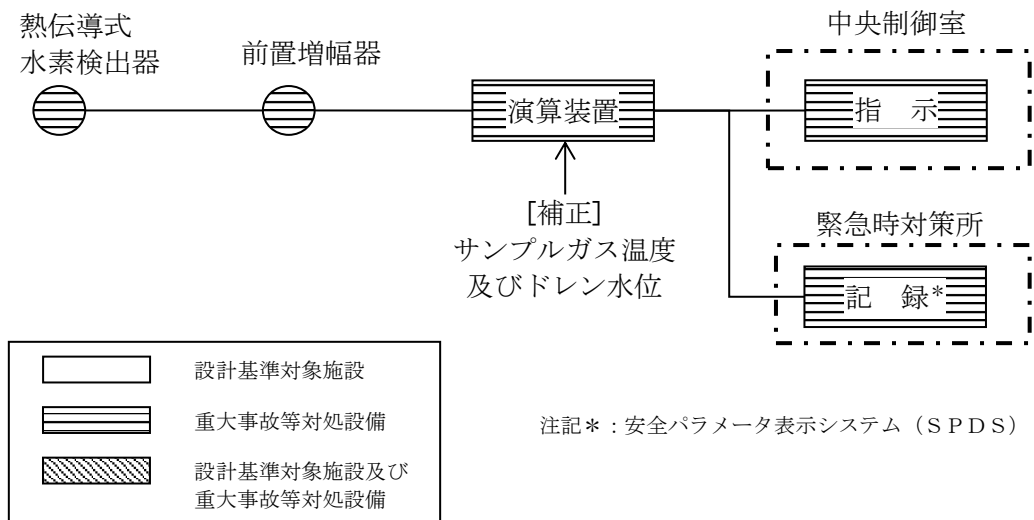 熱伝導式
水素検出器
前置増幅器
演算装置
中央制御室
指　示
[補正]
サンプルガス温度
及びドレン水位
緊急時対策所
記　録*
設計基準対象施設
重大事故等対処設備
設計基準対象施設及び
重大事故等対処設備
注記＊：安全パラメータ表示システム（ＳＰＤＳ）